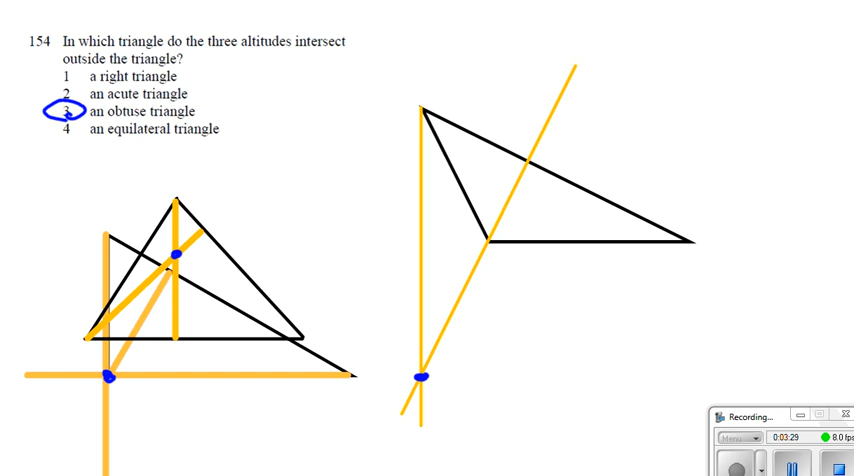 154 In which triangle do the three altitudes intersect
outside the triangle?
1 a right triangle
2 an acute triangle
3 an obtuse triangle
4 an equilateral triangle
Recording...
Menu
0:03:29
8.0 fps